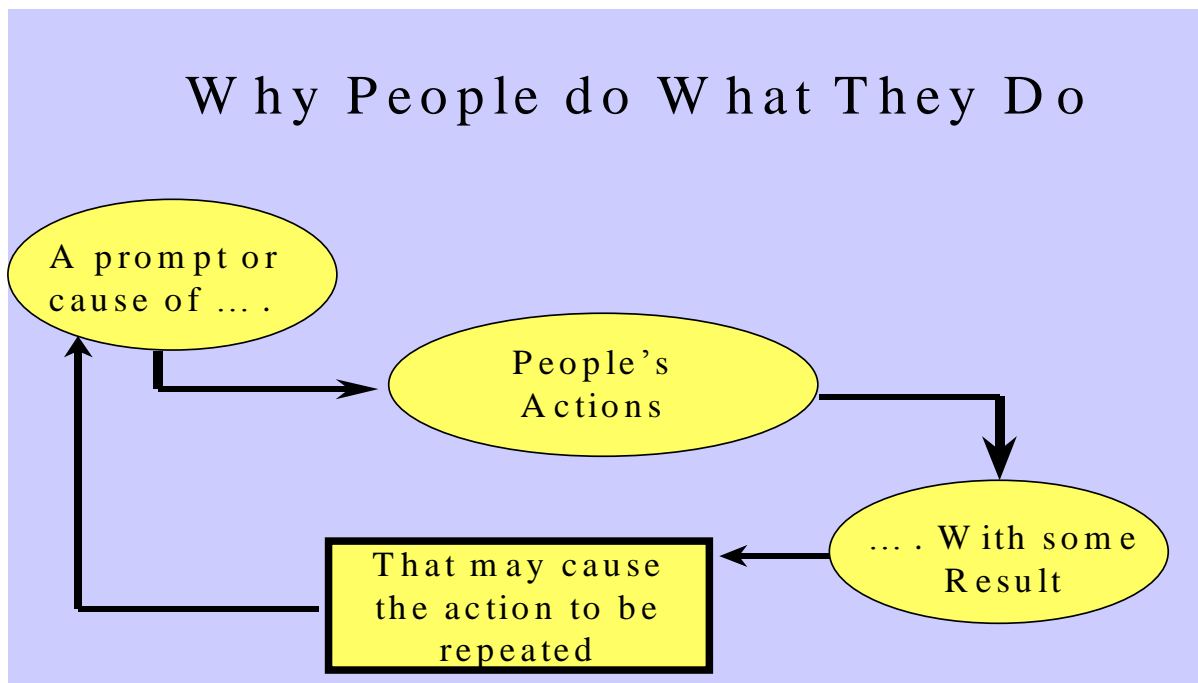 Why People do What They Do
A prompt or
cause of ... .
People's
Actions
... . With some
Result
That may cause
the action to be
repeated